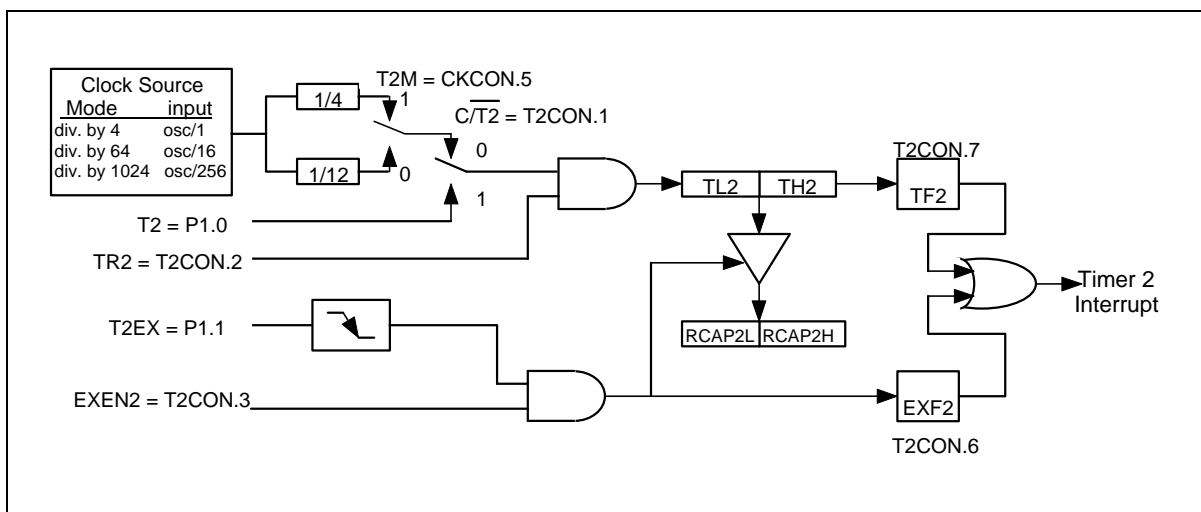 Clock Source
Mode input
div. by 4 osc/1
div. by 64 osc/16
div. by 1024 osc/256
1/4
1/12
T2M = CKCON.5
1
0
C/T2 = T2CON.1
0
1
T2 = P1.0
TR2 = T2CON.2
T2EX = P1.1
EXEN2 = T2CON.3
TL2 TH2
RCAP2L RCAP2H
T2CON.7
TF2
EXF2
T2CON.6
Timer 2
Interrupt